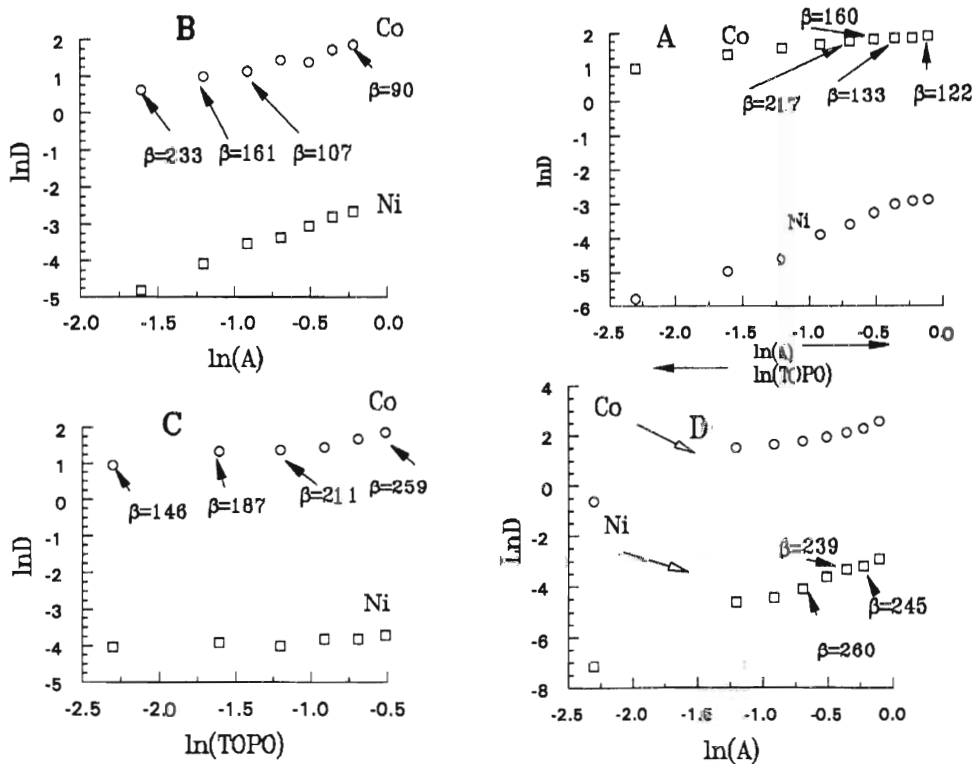 B
Co
2
1
0
-1
-2
-3
-4
-5
lnD
β=90
β=233
β=161
β=107
Ni
-2.0
-1.5
-1.0
-0.5
0.0
ln(A)
β=160
A
Co
2
1
0
-1
-2
-3
-4
-5
-6
lnD
β=217
β=133
β=122
Ni
-2.5
-2.0
-1.5
-1.0
-0.5
0.0
ln(A)
ln(TOPO)
C
Co
2
1
0
-1
-2
-3
-4
-5
lnD
β=146
β=187
β=211
β=259
Ni
-2.5
-2.0
-1.5
-1.0
-0.5
ln(TOPO)
Co
D
4
2
0
-2
-4
-6
-8
LnD
Ni
β=239
β=245
β=260
-2.5
-2.0
-1.5
-1.0
-0.5
0.0
ln(A)